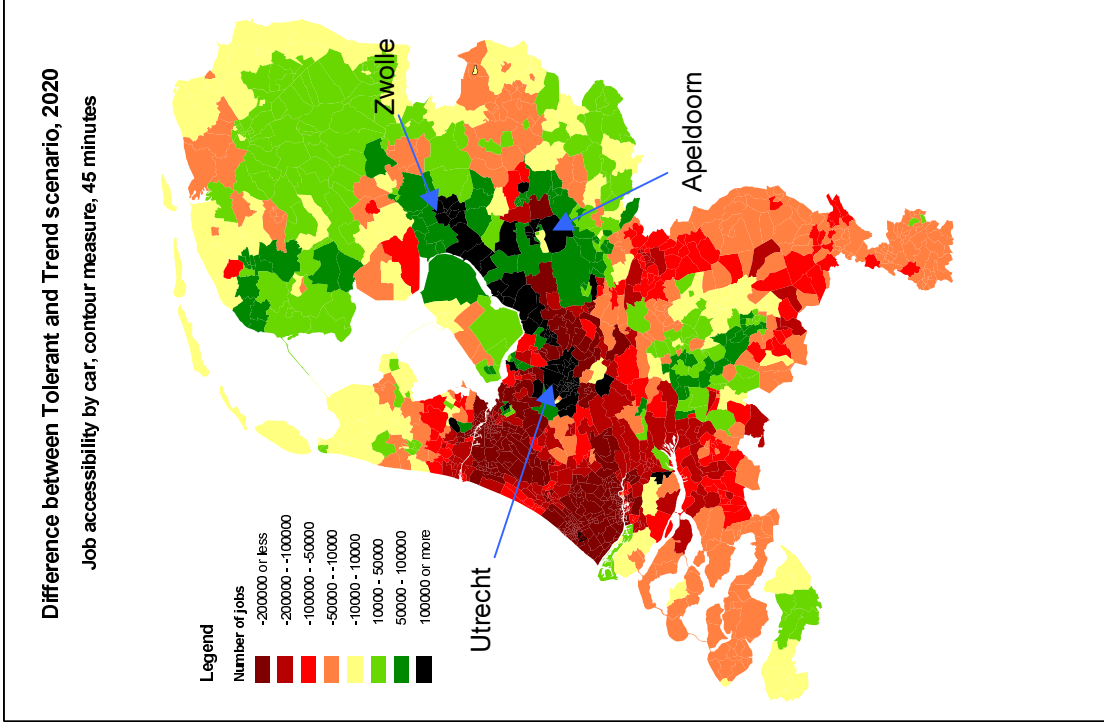 Difference between Tolerant and Trend scenario, 2020
Job accessibility by car, contour measure, 45 minutes
Legend
Number of jobs
-200000 or less
-200000 - -100000
-100000 - -50000
-50000 - -10000
-10000 - 10000
10000 - 50000
50000 - 100000
100000 or more
Zwolle
Apeldoorn
Utrecht